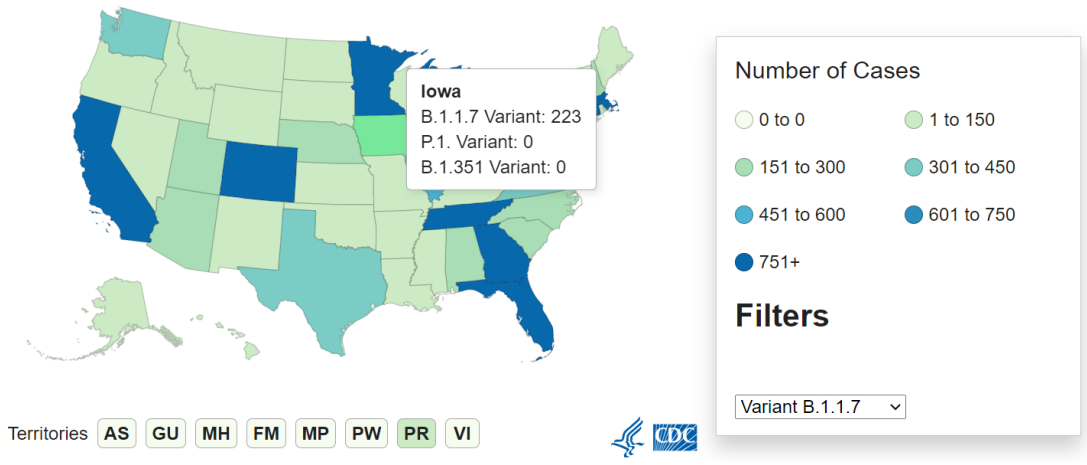 Iowa
B.1.1.7 Variant: 223
P.1. Variant: 0
B.1.351 Variant: 0
Number of Cases
0 to 0
1 to 150
151 to 300
301 to 450
451 to 600
601 to 750
751+
Filters
Variant B.1.1.7
Territories AS GU MH FM MP PW PR VI
CDC